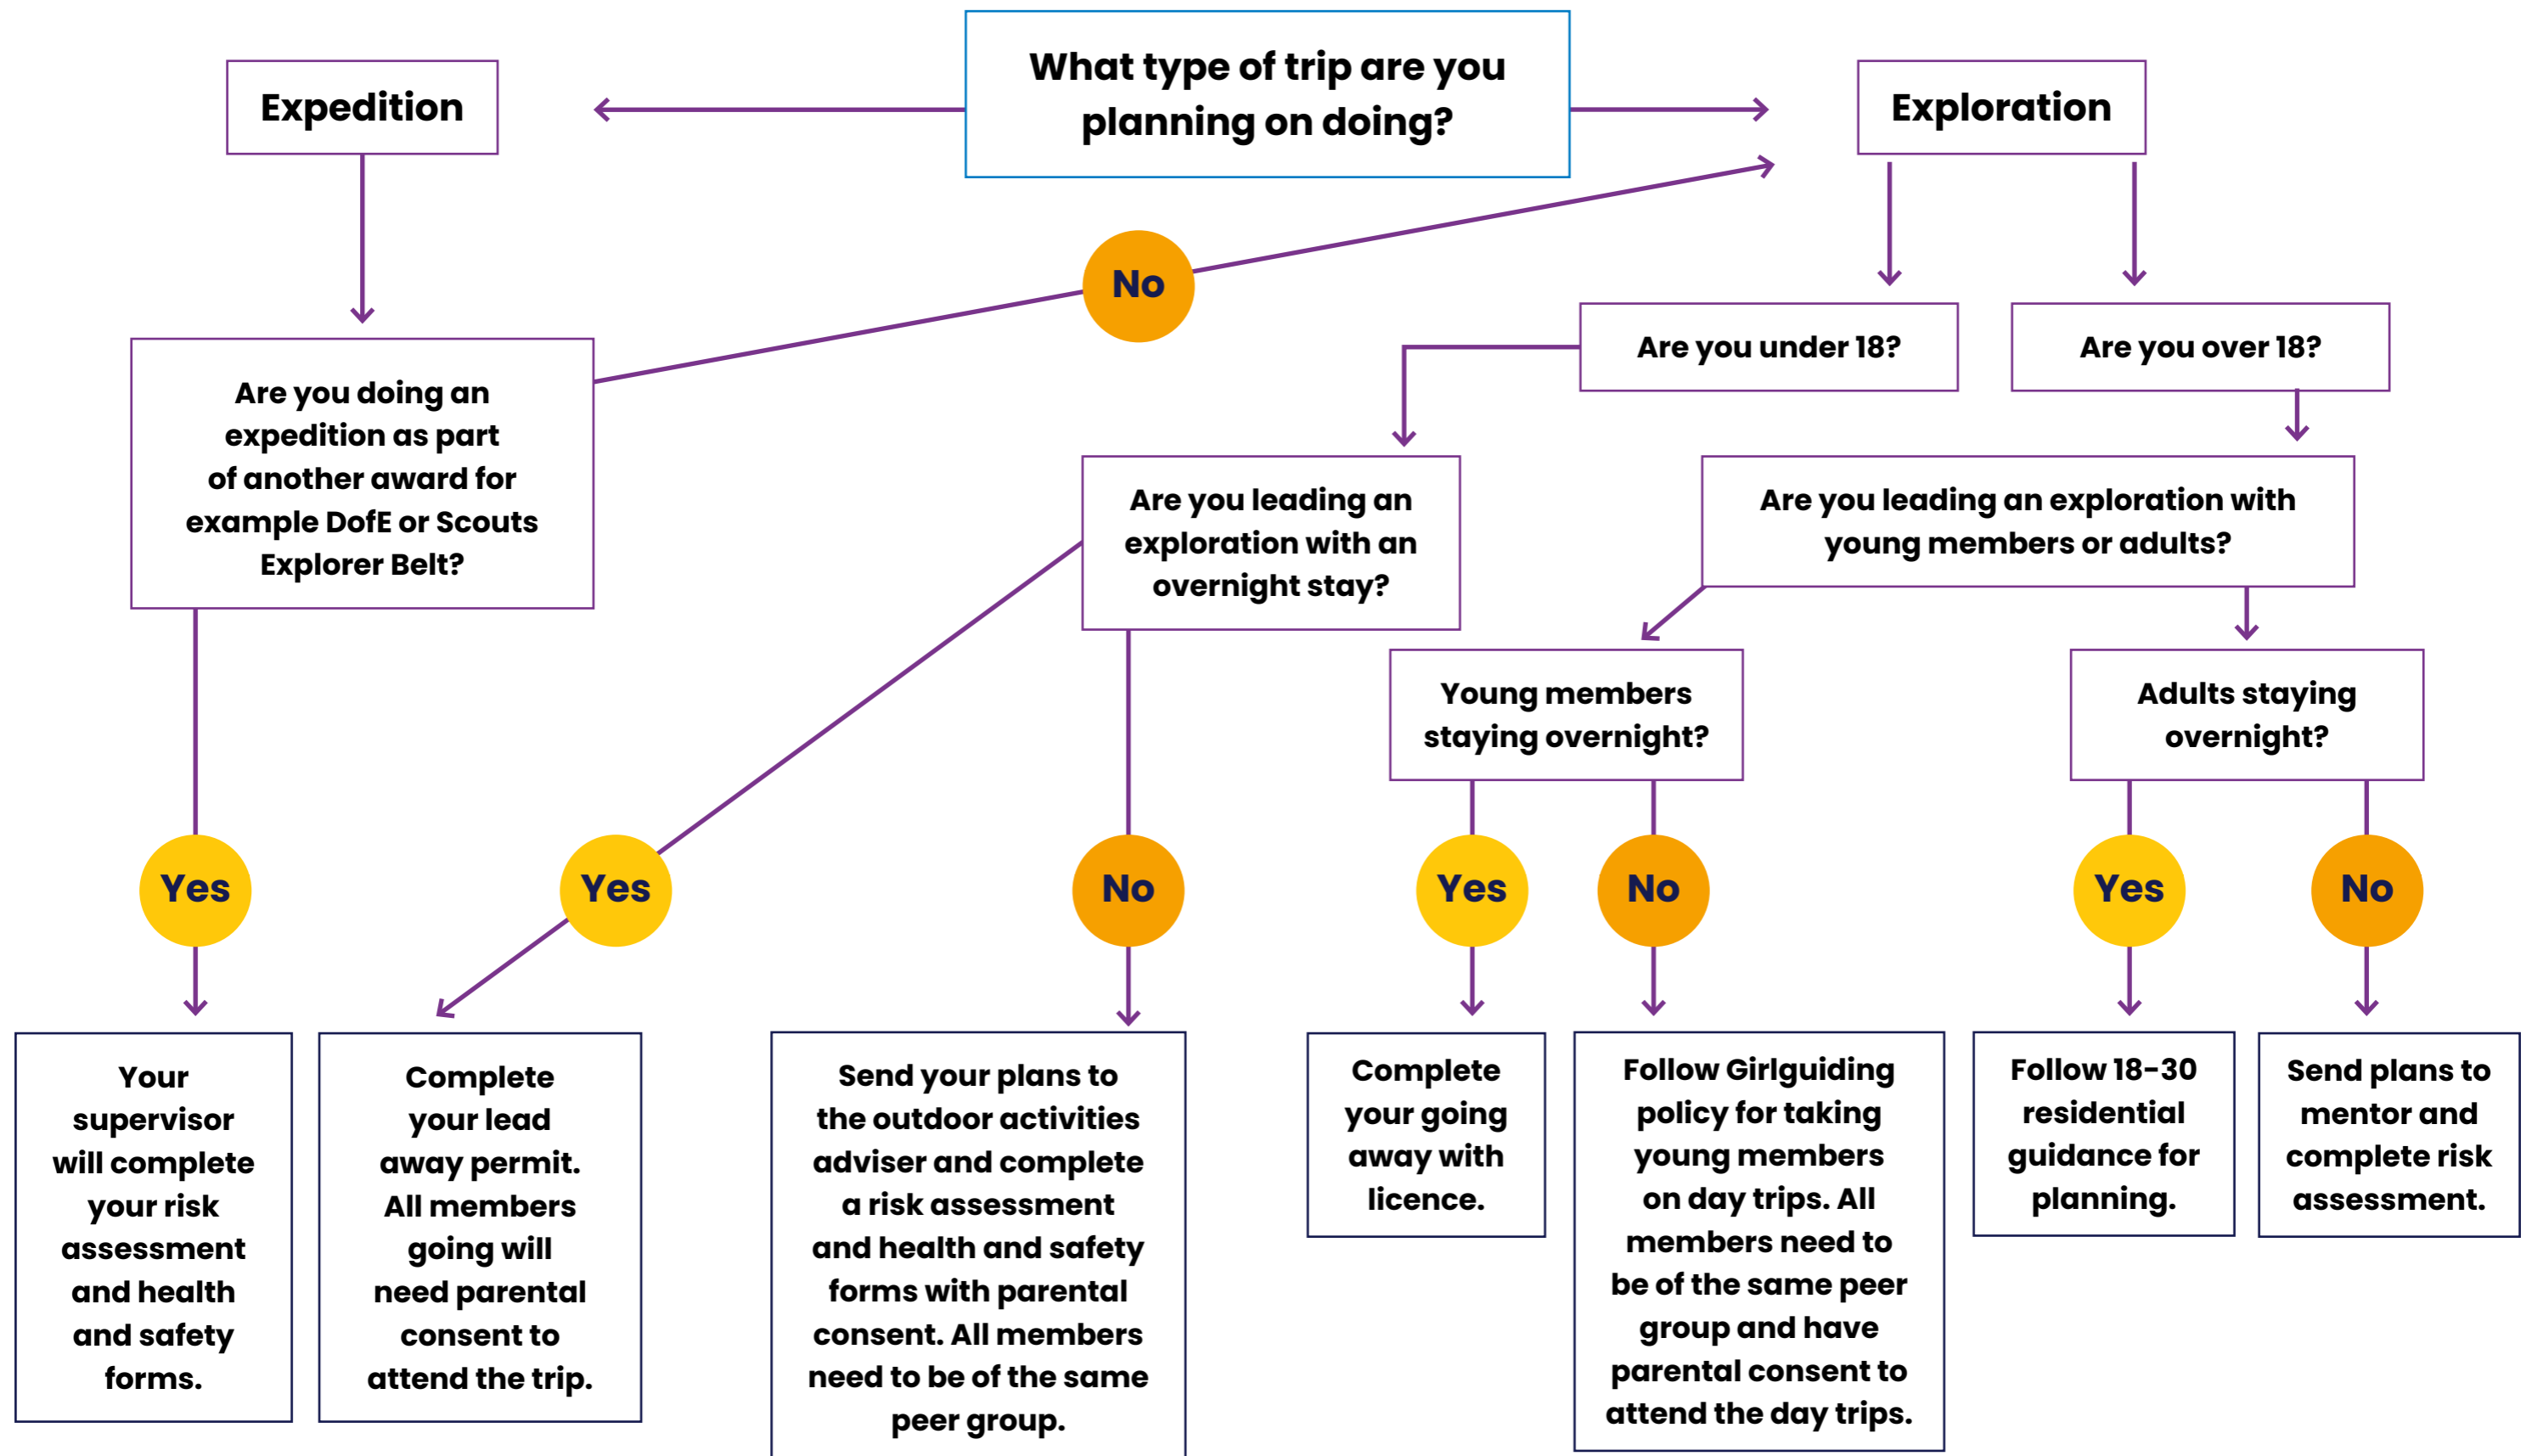 What type of trip are you
planning on doing?
Expedition
Exploration
No
Are you under 18?
Are you over 18?
Are you doing an
expedition as part
of another award for
example DofE or Scouts
Explorer Belt?
Are you leading an
exploration with an
overnight stay?
Are you leading an exploration with
young members or adults?
Young members
staying overnight?
Adults staying
overnight?
Yes
Yes
No
Yes
No
Yes
No
Your
supervisor
will complete
your risk
assessment
and health
and safety
forms.
Complete
your lead
away permit.
All members
going will
need parental
consent to
attend the trip.
Send your plans to
the outdoor activities
adviser and complete
a risk assessment
and health and safety
forms with parental
consent. All members
need to be of the same
peer group.
Complete
your going
away with
licence.
Follow Girlguiding
policy for taking
young members
on day trips. All
members need to
be of the same peer
group and have
parental consent to
attend the day trips.
Follow 18-30
residential
guidance for
planning.
Send plans to
mentor and
complete risk
assessment.